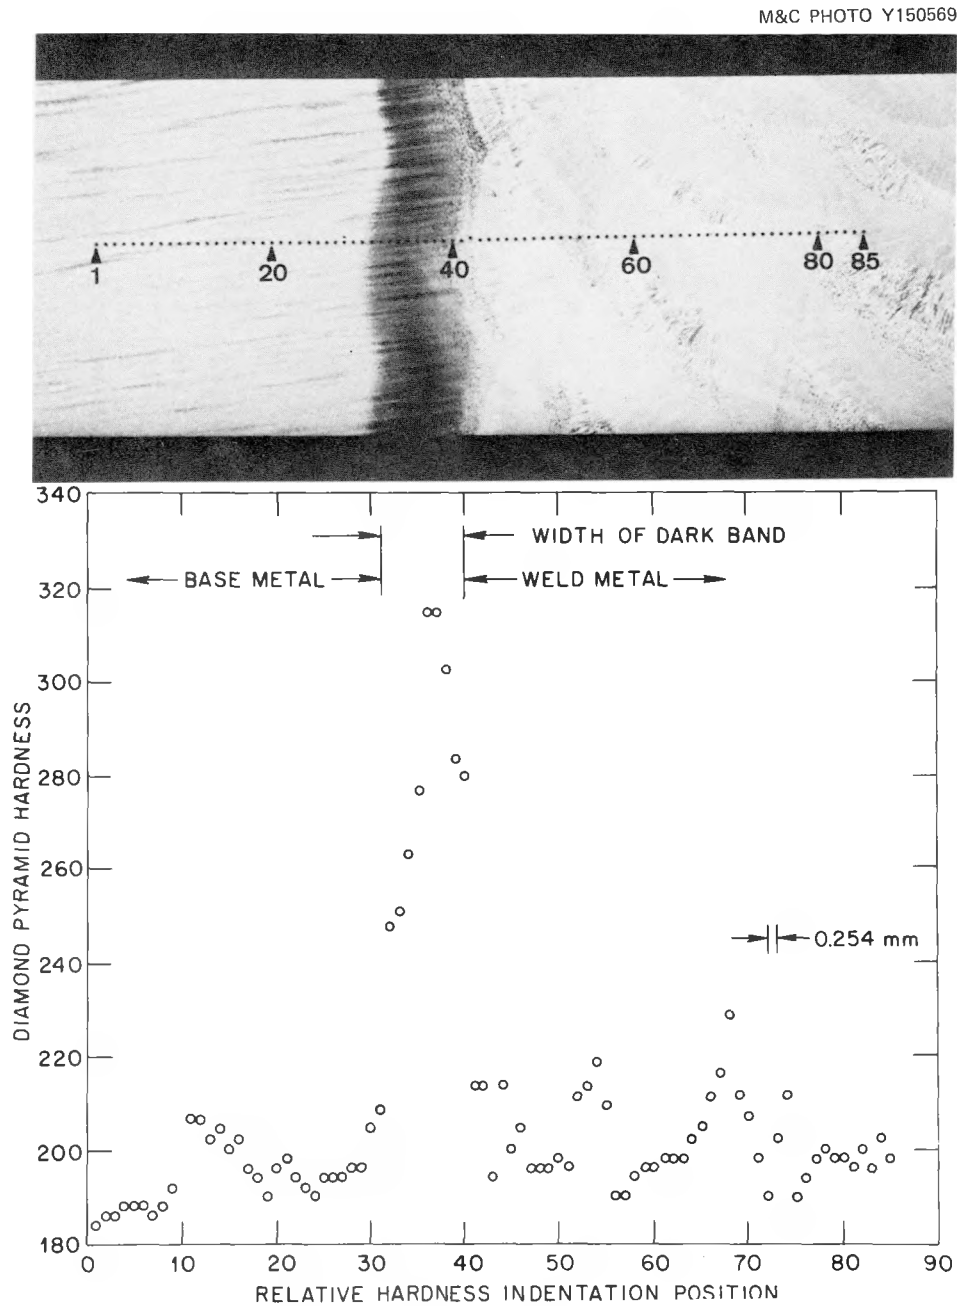 M&C PHOTO Y150569
1 20 40 60 80 85
340
320
300
280
260
240
220
200
180
WIDTH OF DARK BAND
BASE METAL
WELD METAL
0.254 mm
DIAMOND PYRAMID HARDNESS
0 10 20 30 40 50 60 70 80 90
RELATIVE HARDNESS INDENTATION POSITION